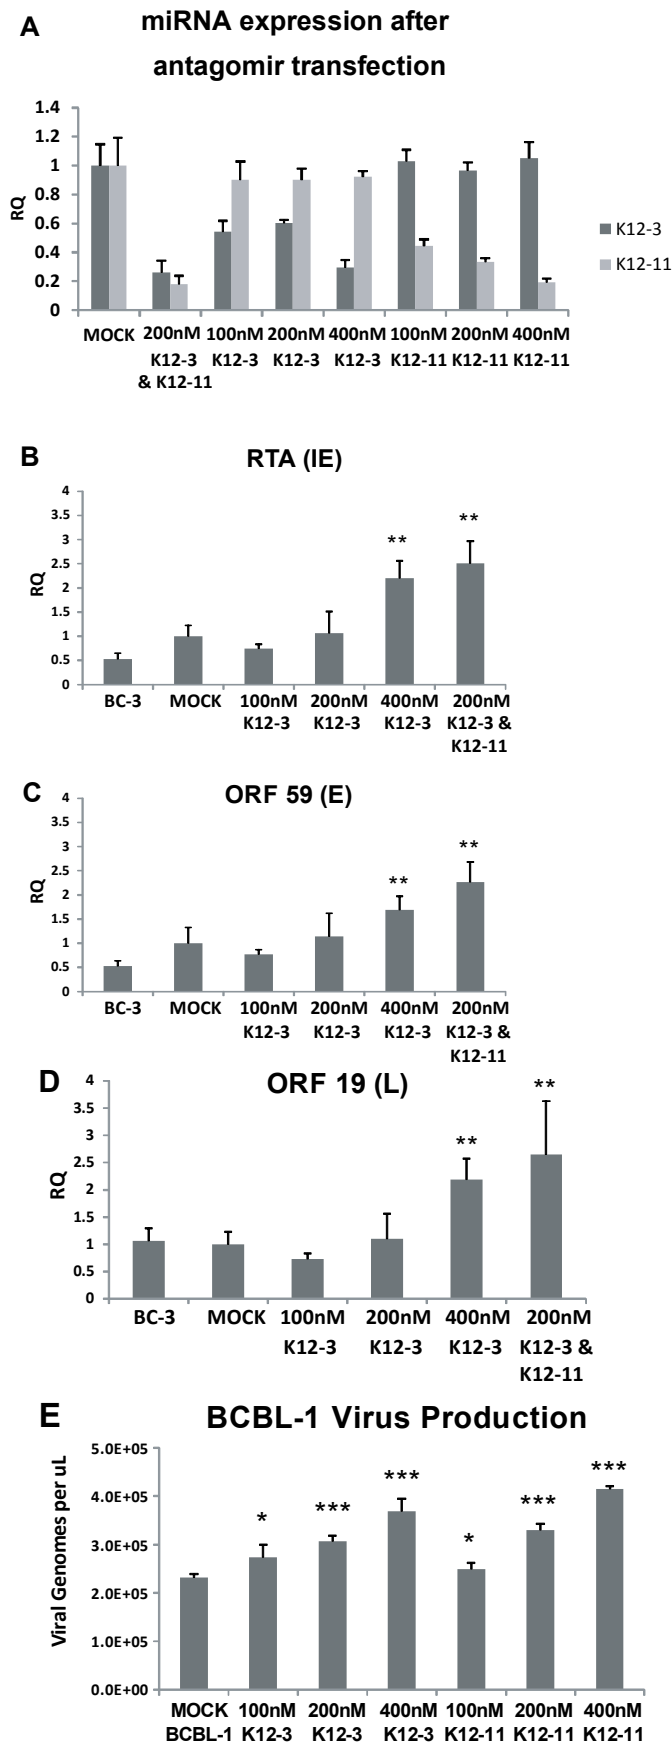 A
miRNA expression after
antagomir transfection
1.4
1.2
1
0.8
0.6
0.4
0.2
0
RQ
K12-3
K12-11
MOCK 200nM 100nM 200nM 400nM 100nM 200nM 400nM
K12-3 K12-3 K12-3 K12-3 K12-11 K12-11 K12-11
& K12-11
B
RTA (IE)
4
3.5
3
2.5
2
1.5
1
0.5
0
RQ
** **
BC-3 MOCK 100nM 200nM 400nM 200nM
K12-3 K12-3 K12-3 K12-3 &
K12-11
C
ORF 59 (E)
4
3.5
3
2.5
2
1.5
1
0.5
0
RQ
** **
BC-3 MOCK 100nM 200nM 400nM 200nM
K12-3 K12-3 K12-3 K12-3 &
K12-11
D
ORF 19 (L)
4
3.5
3
2.5
2
1.5
1
0.5
0
RQ
** **
BC-3 MOCK 100nM 200nM 400nM 200nM
K12-3 K12-3 K12-3 K12-3 &
K12-11
E
BCBL-1 Virus Production
5.0E+05
4.0E+05
3.0E+05
2.0E+05
1.0E+05
0.0E+00
Viral Genomes per uL
* *** *** * *** ***
MOCK 100nM 200nM 400nM 100nM 200nM 400nM
BCBL-1 K12-3 K12-3 K12-3 K12-11 K12-11 K12-11